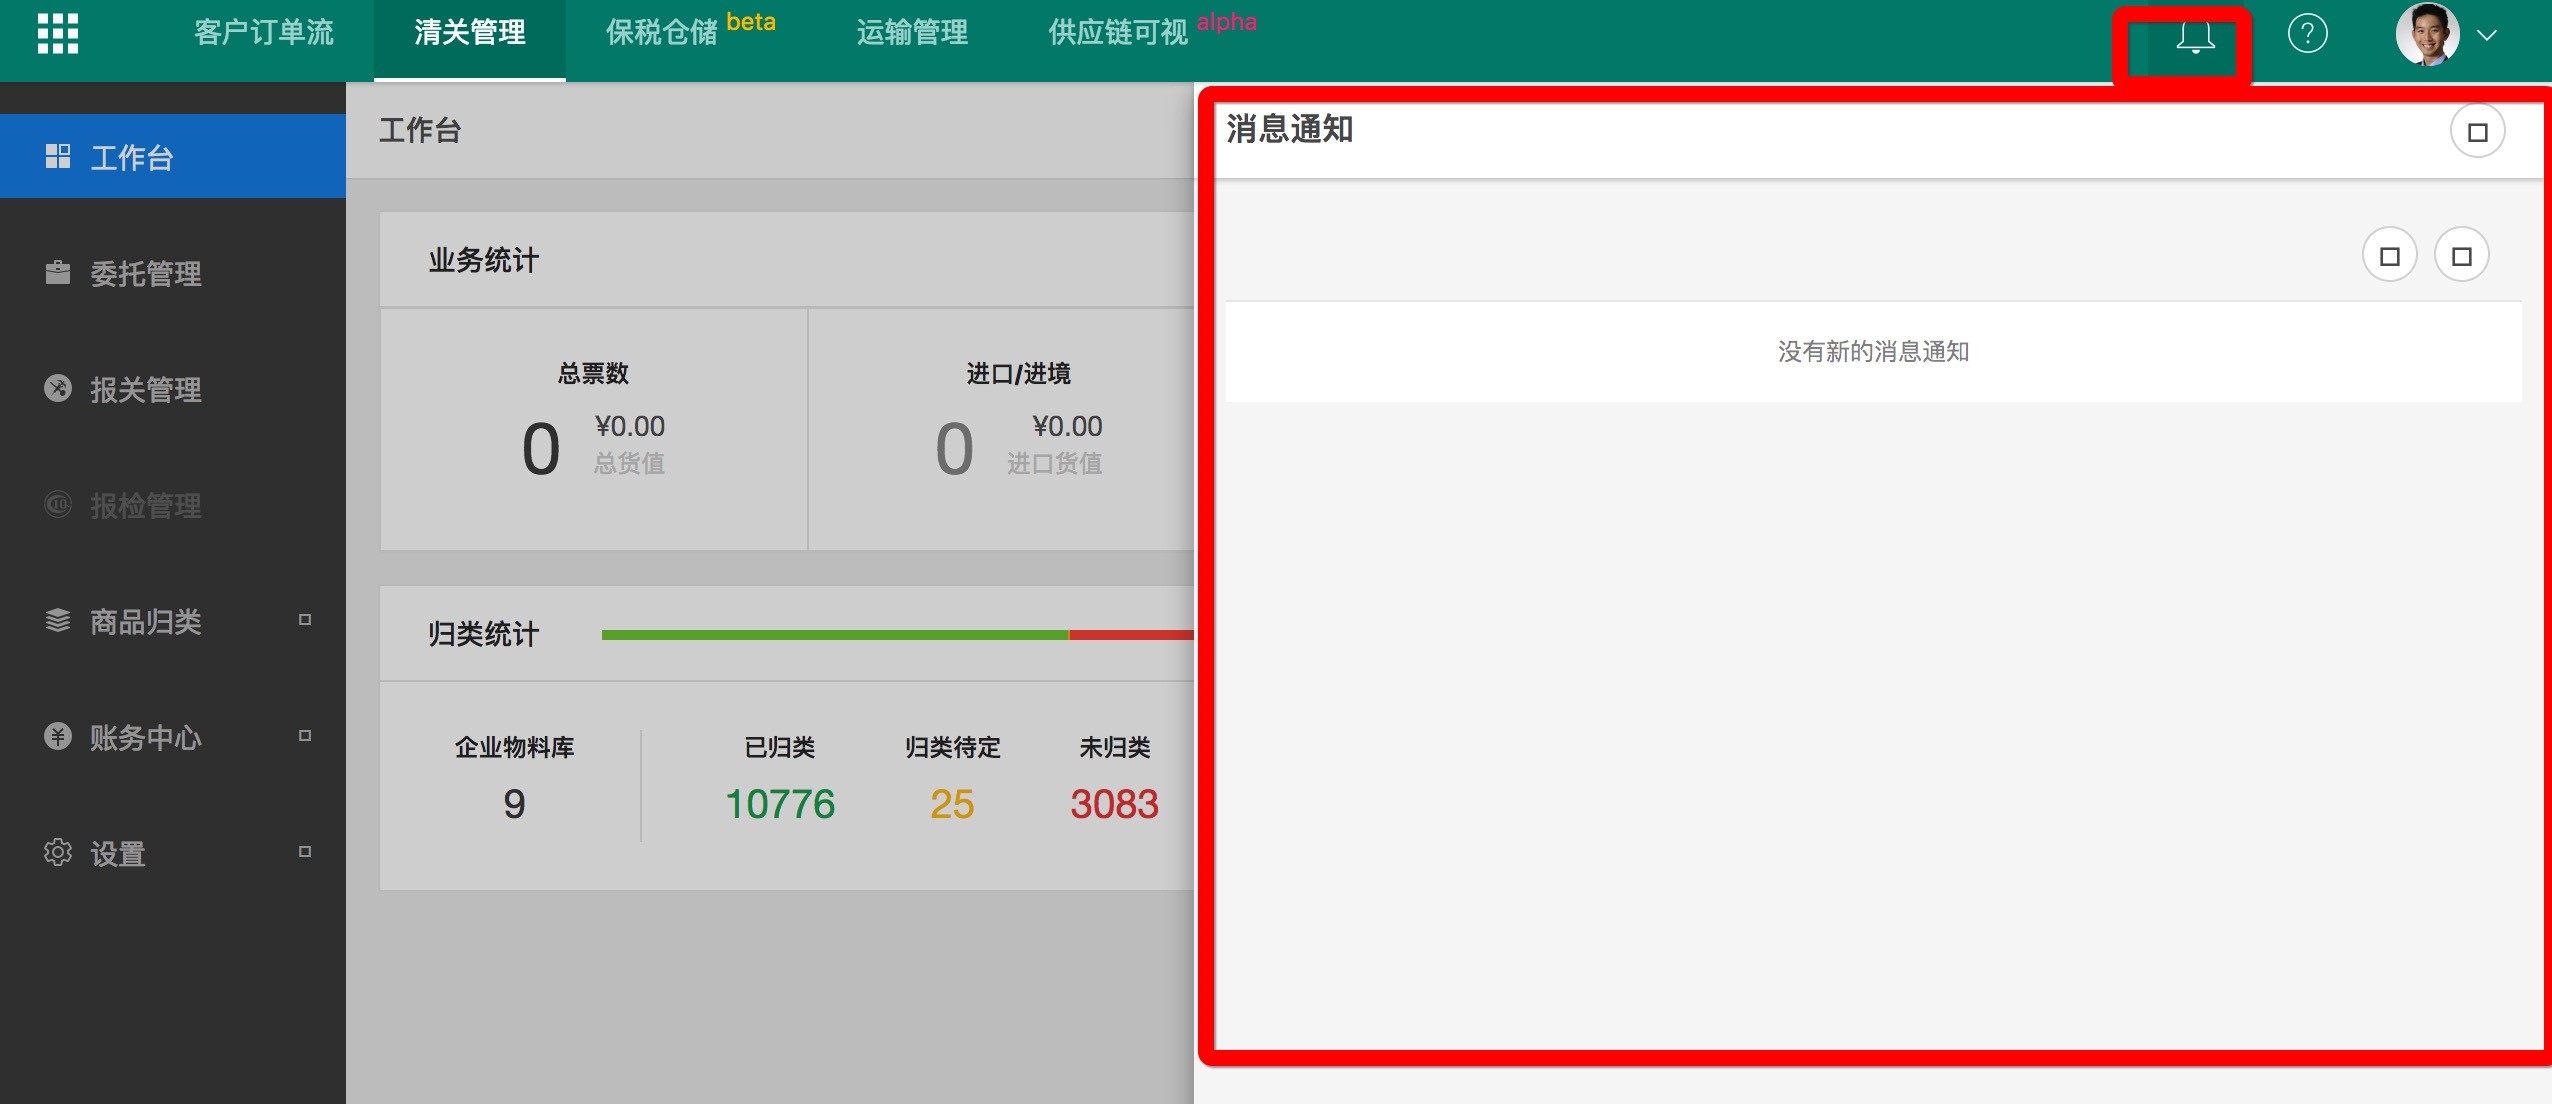 客户订单流 清关管理 保税仓储 beta 运输管理 供应链可视 alpha
工作台
委托管理
报关管理
报检管理
商品归类
账务中心
设置
工作台
业务统计
总票数
0 ¥0.00
总货值
进口/进境
0 ¥0.00
进口货值
归类统计
企业物料库
9
已归类
10776
归类待定
25
未归类
3083
消息通知
没有新的消息通知